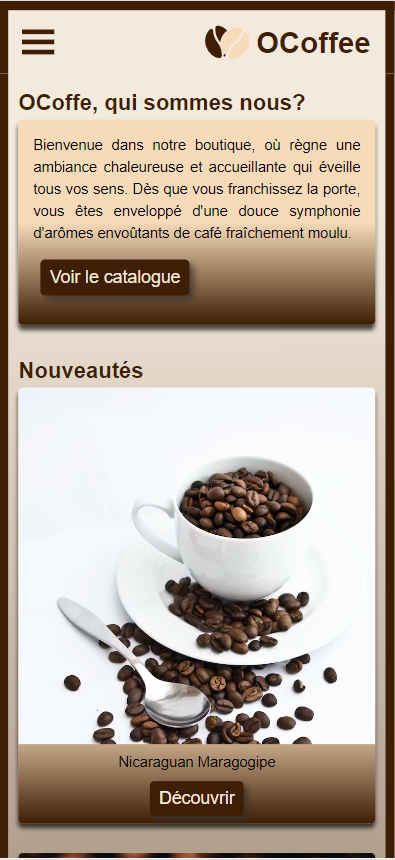 OCoffee
OCoffe, qui sommes nous?
Bienvenue dans notre boutique, où règne une
ambiance chaleureuse et accueillante qui éveille
tous vos sens. Dès que vous franchissez la porte,
vous êtes enveloppé d'une douce symphonie
d'arômes envoûtants de café fraîchement moulu.
Voir le catalogue
Nouveautés
Nicaraguan Maragogipe
Découvrir